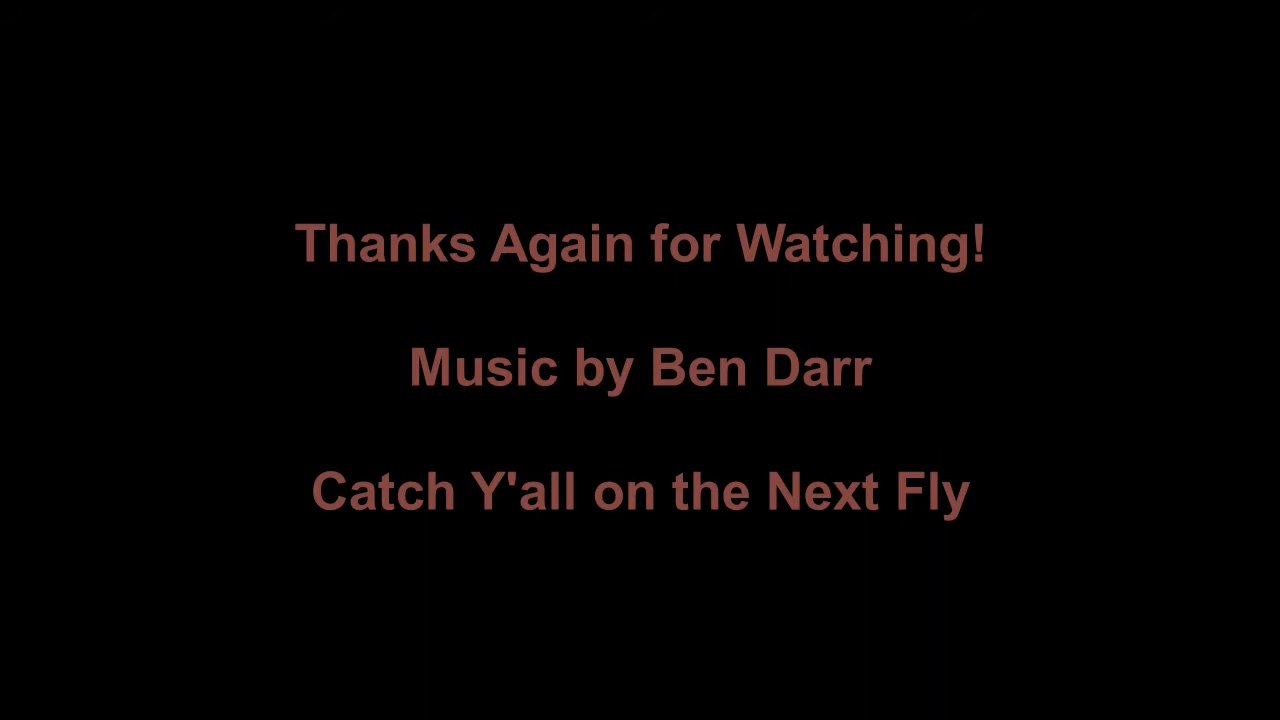 Thanks Again for Watching!
Music by Ben Darr
Catch Y'all on the Next Fly